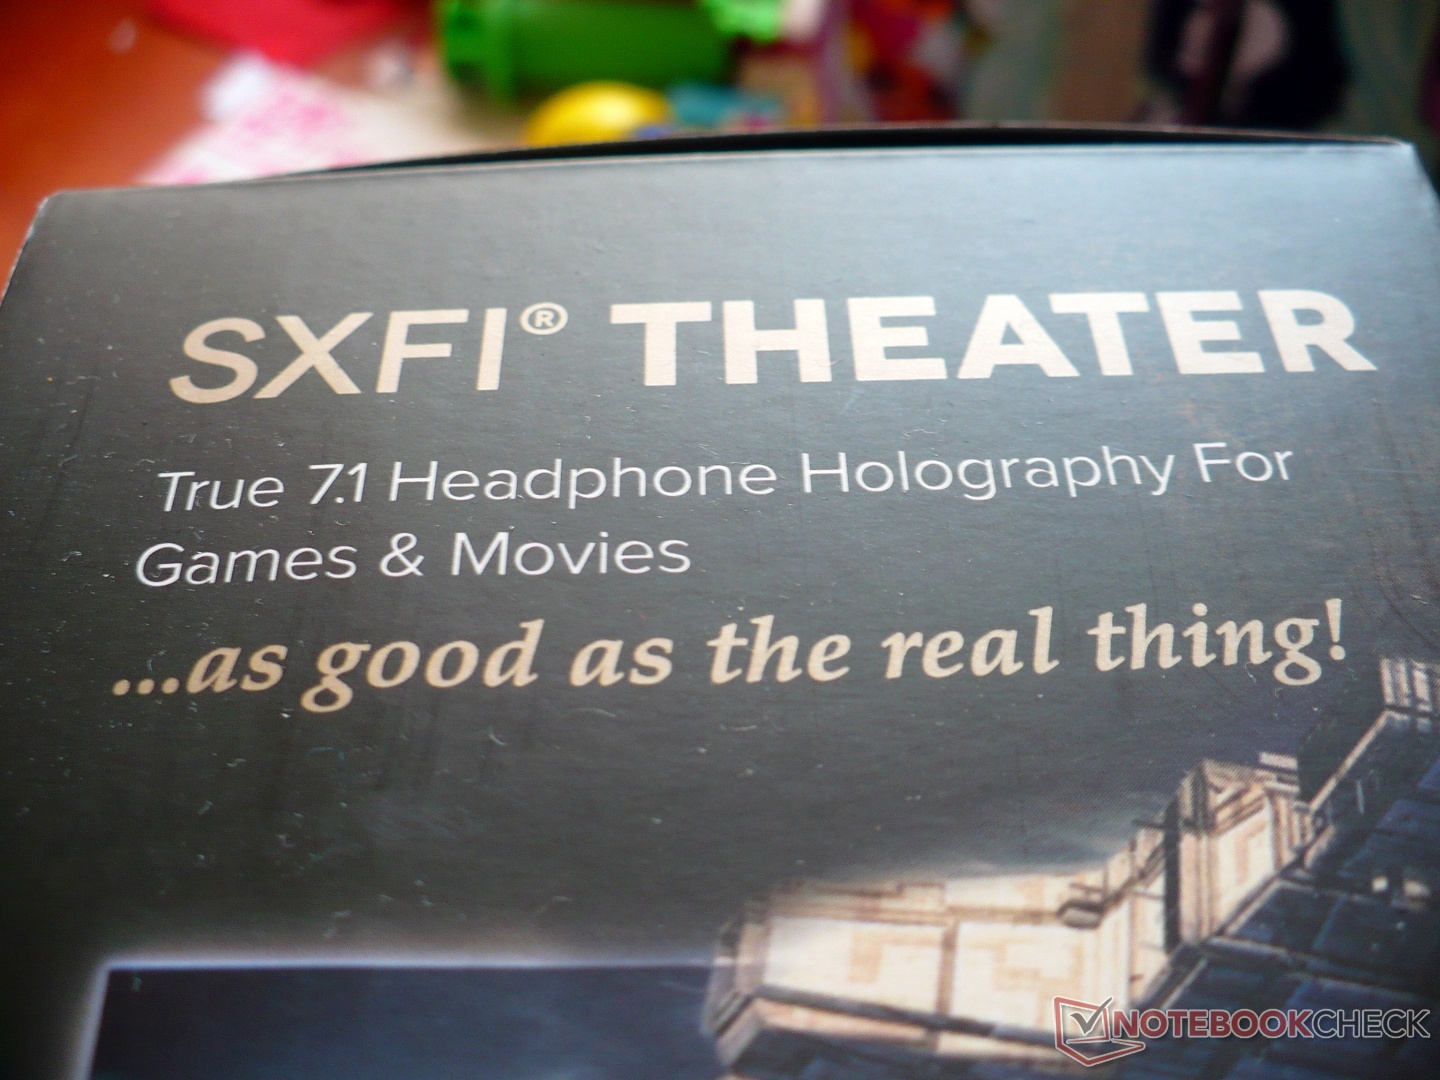 SXFI® THEATER
True 7.1 Headphone Holography For
Games & Movies
...as good as the real thing!
NOTEBOOKCHECK